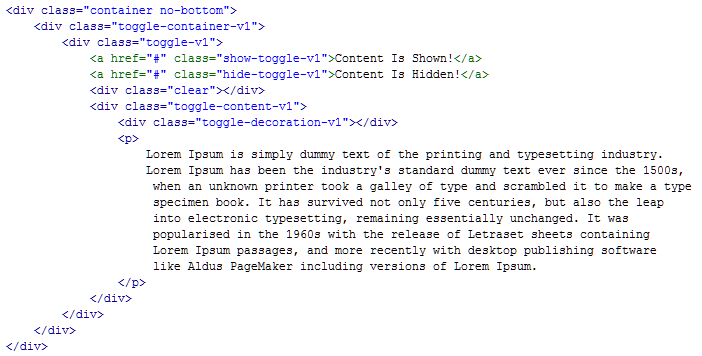 <div class="container no-bottom">
    <div class="toggle-container-v1">
        <div class="toggle-v1">
            <a href="#" class="show-toggle-v1">Content Is Shown!</a>
            <a href="#" class="hide-toggle-v1">Content Is Hidden!</a>
            <div class="clear"></div>
            <div class="toggle-content-v1">
                <div class="toggle-decoration-v1"></div>
                <p>
                    Lorem Ipsum is simply dummy text of the printing and typesetting industry.
                    Lorem Ipsum has been the industry's standard dummy text ever since the 1500s,
                     when an unknown printer took a galley of type and scrambled it to make a type
                     specimen book. It has survived not only five centuries, but also the leap
                     into electronic typesetting, remaining essentially unchanged. It was
                     popularised in the 1960s with the release of Letraset sheets containing
                     Lorem Ipsum passages, and more recently with desktop publishing software
                     like Aldus PageMaker including versions of Lorem Ipsum.
                </p>
            </div>
        </div>
    </div>
</div>